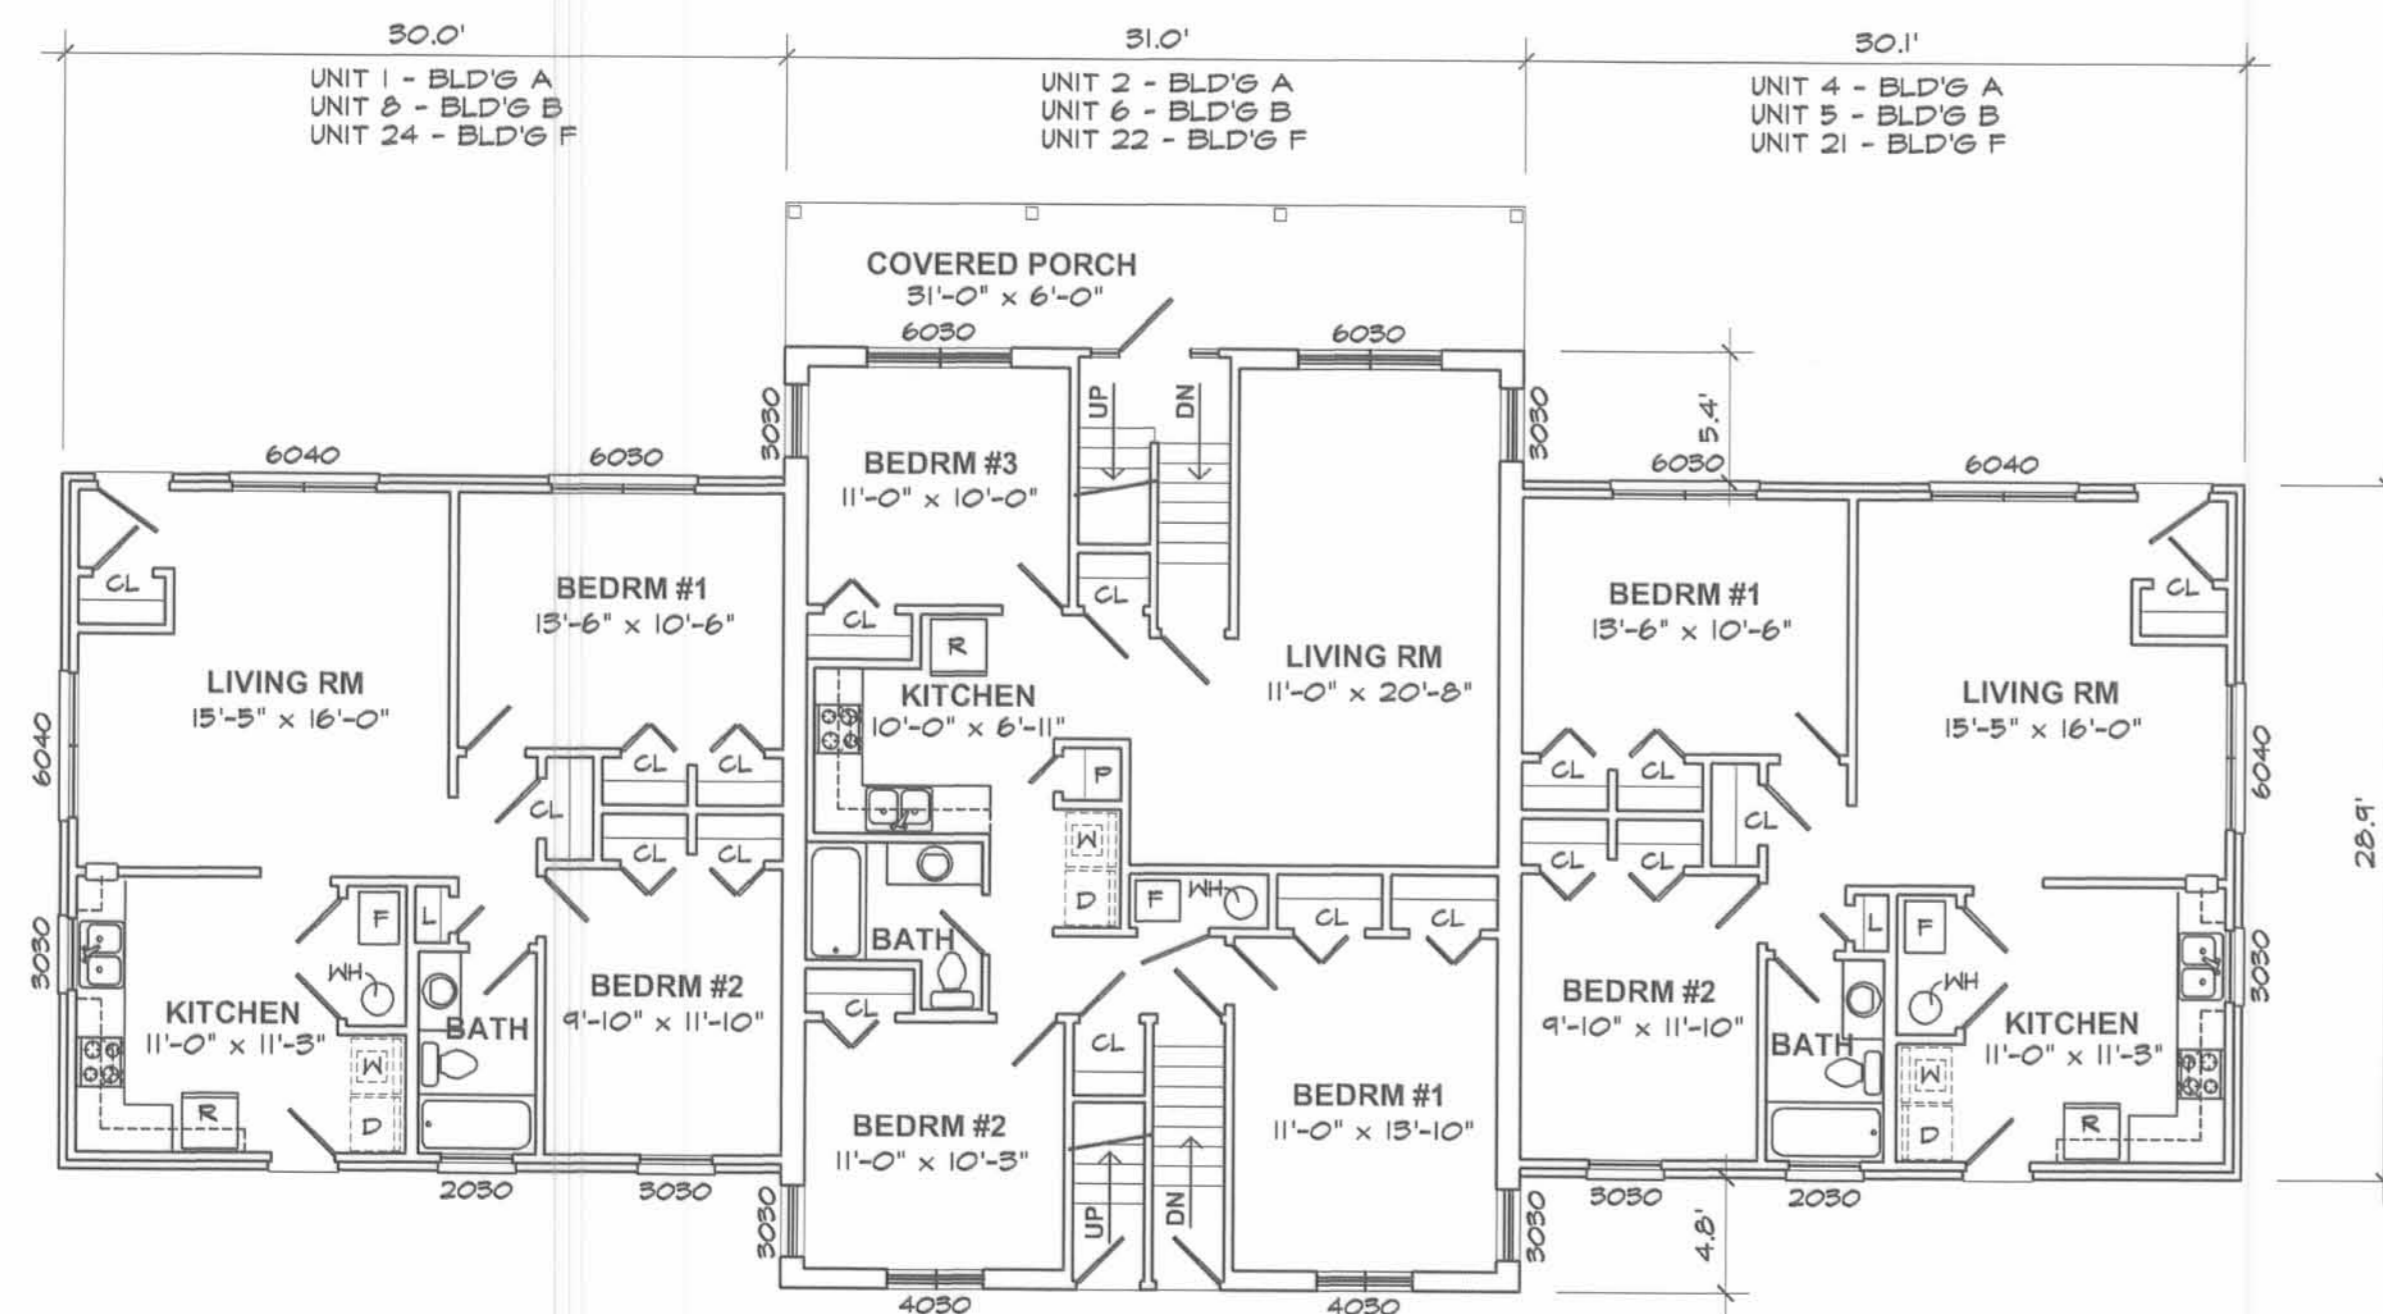 30.0'
31.0'
30.1'
UNIT 1 - BLD'G A
UNIT 8 - BLD'G B
UNIT 24 - BLD'G F
UNIT 2 - BLD'G A
UNIT 6 - BLD'G B
UNIT 22 - BLD'G F
UNIT 4 - BLD'G A
UNIT 5 - BLD'G B
UNIT 21 - BLD'G F
COVERED PORCH
31'-0" x 6'-0"
6030
6030
6040
6030
CL
LIVING RM
15'-5" x 16'-0"
BEDRM #1
13'-6" x 10'-6"
6040
3030
CL
CL
CL
CL
CL
F
L
WH
KITCHEN
11'-0" x 11'-3"
BATH
BEDRM #2
9'-10" x 11'-10"
W
D
R
2030
3030
3030
3030
BEDRM #3
11'-0" x 10'-0"
UP
DN
CL
CL
R
KITCHEN
10'-0" x 6'-11"
LIVING RM
11'-0" x 20'-8"
P
W
D
F
WH
CL
CL
BATH
CL
CL
BEDRM #2
11'-0" x 10'-3"
BEDRM #1
11'-0" x 13'-10"
UP
DN
3030
3030
4030
4030
5.4'
6030
6040
BEDRM #1
13'-6" x 10'-6"
CL
LIVING RM
15'-5" x 16'-0"
CL
CL
CL
CL
CL
6040
28.9'
L
F
WH
BEDRM #2
9'-10" x 11'-10"
BATH
KITCHEN
11'-0" x 11'-3"
3030
W
D
R
3030
2030
4.8'